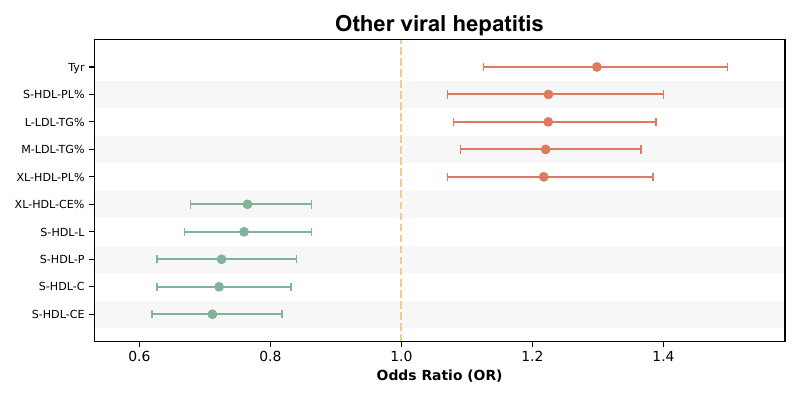 Other viral hepatitis
Tyr
S-HDL-PL%
L-LDL-TG%
M-LDL-TG%
XL-HDL-PL%
XL-HDL-CE%
S-HDL-L
S-HDL-P
S-HDL-C
S-HDL-CE
0.6 0.8 1.0 1.2 1.4
Odds Ratio (OR)